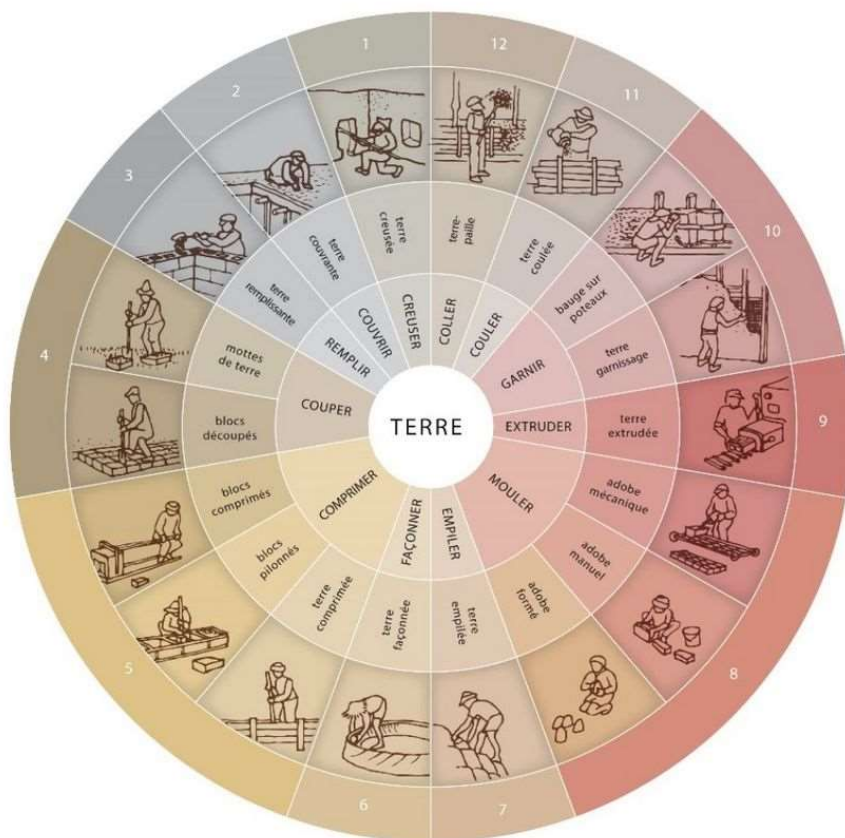 1
12
2
11
3
10
4
9
5
8
6
7
terre
creusée
terre-
paille
terre
couvrante
terre
coulée
terre
remplissante
bauge sur
poteaux
mottes
de terre
terre
garnissage
blocs
découpés
terre
extrudée
blocs
comprimés
adobe
mécanique
blocs
pilonnés
adobe
manuel
terre
comprimée
adobe
formé
terre
façonnée
terre
empilée
CREUSER
COLLER
COUVRIR
COULER
REMPLIR
GARNIR
COUPER
EXTRUDER
COMPRIMER
MOULER
FAÇONNER
EMPILER
TERRE